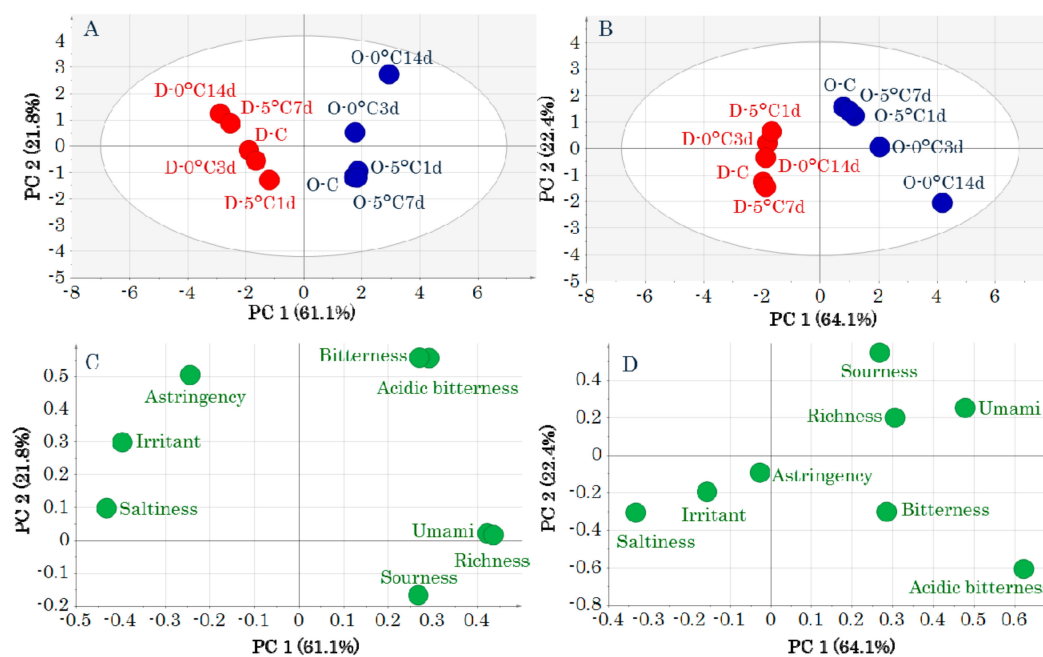 A
4
3
2
1
0
-1
-2
-3
-4
-5
PC 2 (21.8%)
O-0°C14d
D-0°C14d
D-5°C7d
O-0°C3d
D-C
D-0°C3d
O-5°C1d
O-C
D-5°C1d
O-5°C7d
-8
-6
-4
-2
0
2
4
6
PC 1 (61.1%)
B
4
3
2
1
0
-1
-2
-3
-4
-5
PC 2 (22.4%)
O-C
O-5°C7d
D-5°C1d
O-5°C1d
D-0°C3d
O-0°C3d
D-0°C14d
D-C
O-0°C14d
D-5°C7d
-8
-6
-4
-2
0
2
4
6
PC 1 (64.1%)
C
0.5
0.4
0.3
0.2
0.1
0
-0.1
-0.2
PC 2 (21.8%)
Bitterness
Acidic bitterness
Astringency
Irritant
Saltiness
Umami
Richness
Sourness
-0.5
-0.4
-0.3
-0.2
-0.1
0
0.1
0.2
0.3
0.4
PC 1 (61.1%)
D
0.4
0.2
0
-0.2
-0.4
-0.6
-0.8
PC 2 (22.4%)
Sourness
Umami
Richness
Astringency
Irritant
Bitterness
Saltiness
Acidic bitterness
-0.4
-0.3
-0.2
-0.1
0
0.1
0.2
0.3
0.4
0.5
0.6
PC 1 (64.1%)